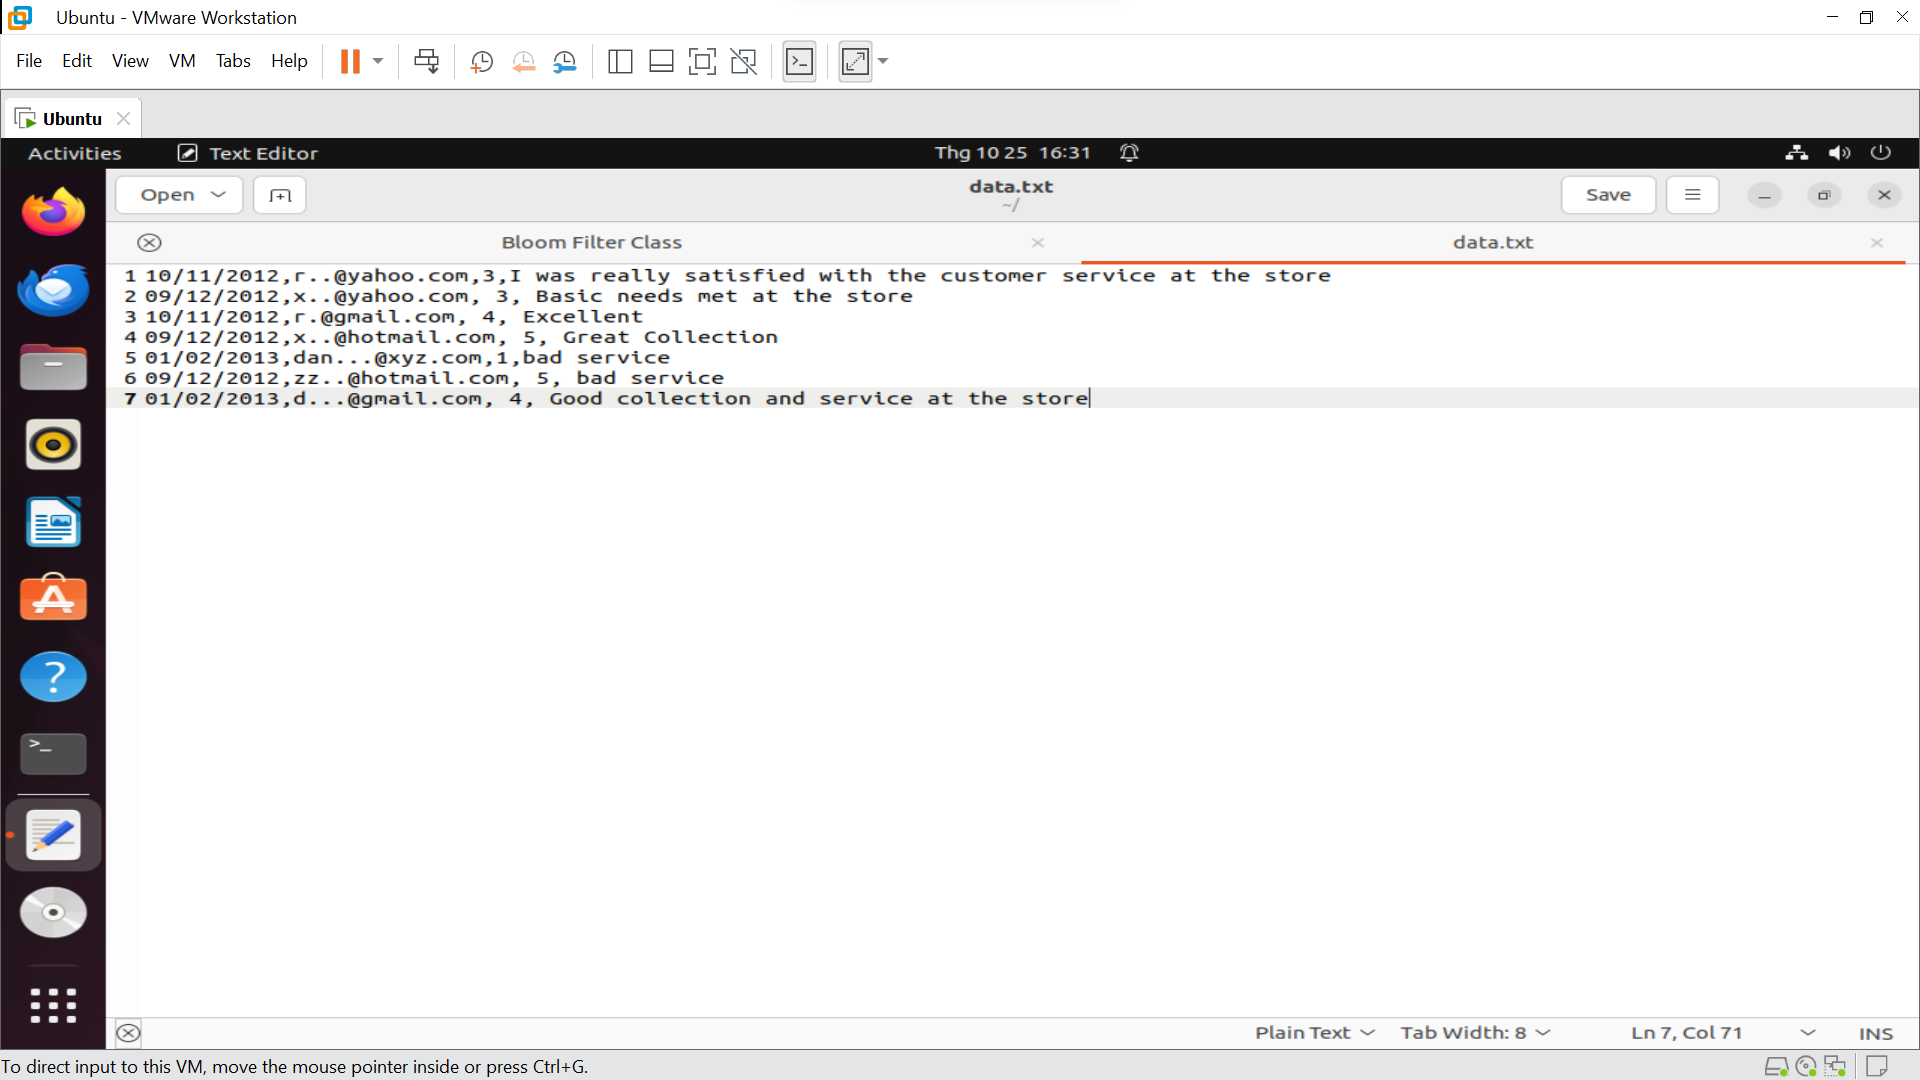 Ubuntu - VMware Workstation
File Edit View VM Tabs Help
Ubuntu
Activities Text Editor Thg 10 25 16:31
Open data.txt Save
~/
Bloom Filter Class data.txt
1 10/11/2012,r..@yahoo.com,3,I was really satisfied with the customer service at the store
2 09/12/2012,x..@yahoo.com, 3, Basic needs met at the store
3 10/11/2012,r.@gmail.com, 4, Excellent
4 09/12/2012,x..@hotmail.com, 5, Great Collection
5 01/02/2013,dan...@xyz.com,1,bad service
6 09/12/2012,zz..@hotmail.com, 5, bad service
7 01/02/2013,d...@gmail.com, 4, Good collection and service at the store
Plain Text Tab Width: 8 Ln 7, Col 71 INS
To direct input to this VM, move the mouse pointer inside or press Ctrl+G.